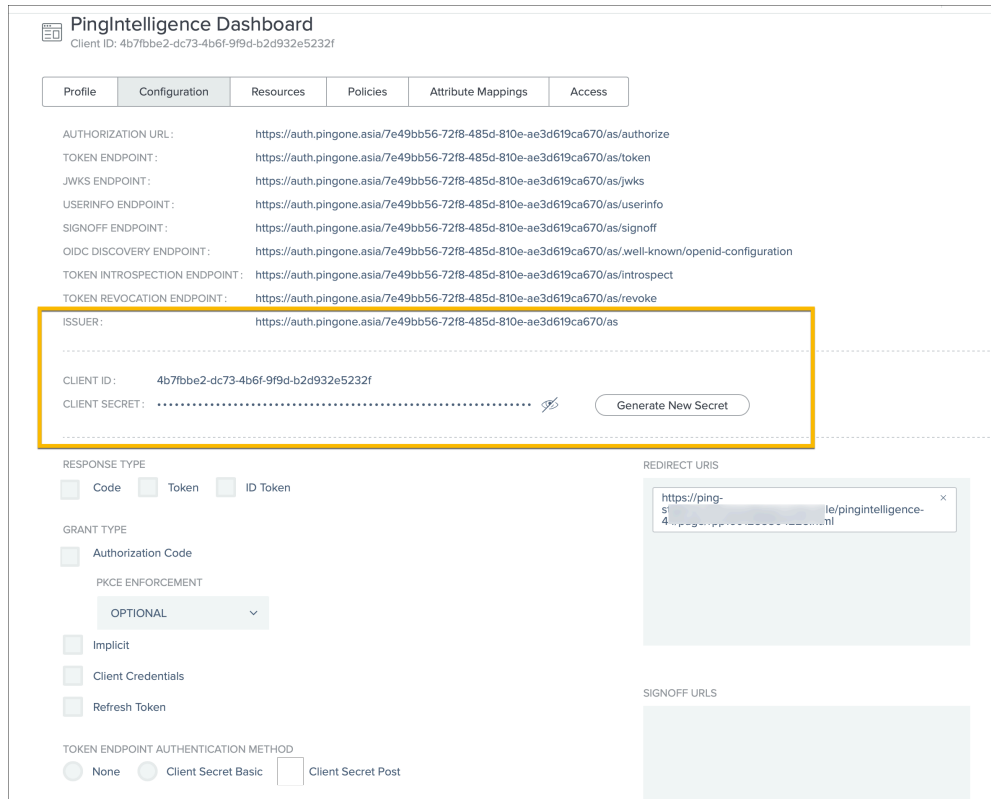 PingIntelligence Dashboard
Client ID: 4b7fbbe2-dc73-4b6f-9f9d-b2d932e5232f
Profile Configuration Resources Policies Attribute Mappings Access
AUTHORIZATION URL: https://auth.pingone.asia/7e49bb56-72f8-485d-810e-ae3d619ca670/as/authorize
TOKEN ENDPOINT: https://auth.pingone.asia/7e49bb56-72f8-485d-810e-ae3d619ca670/as/token
JWKS ENDPOINT: https://auth.pingone.asia/7e49bb56-72f8-485d-810e-ae3d619ca670/as/jwks
USERINFO ENDPOINT: https://auth.pingone.asia/7e49bb56-72f8-485d-810e-ae3d619ca670/as/userinfo
SIGNOFF ENDPOINT: https://auth.pingone.asia/7e49bb56-72f8-485d-810e-ae3d619ca670/as/signoff
OIDC DISCOVERY ENDPOINT: https://auth.pingone.asia/7e49bb56-72f8-485d-810e-ae3d619ca670/as/.well-known/openid-configuration
TOKEN INTROSPECTION ENDPOINT: https://auth.pingone.asia/7e49bb56-72f8-485d-810e-ae3d619ca670/as/introspect
TOKEN REVOCATION ENDPOINT: https://auth.pingone.asia/7e49bb56-72f8-485d-810e-ae3d619ca670/as/revoke
ISSUER: https://auth.pingone.asia/7e49bb56-72f8-485d-810e-ae3d619ca670/as
CLIENT ID: 4b7fbbe2-dc73-4b6f-9f9d-b2d932e5232f
CLIENT SECRET: Generate New Secret
RESPONSE TYPE
Code Token ID Token
GRANT TYPE
Authorization Code
PKCE ENFORCEMENT
OPTIONAL
Implicit
Client Credentials
Refresh Token
TOKEN ENDPOINT AUTHENTICATION METHOD
None Client Secret Basic Client Secret Post
REDIRECT URIS
https://ping-
le/pingintelligence-
SIGNOFF URLS